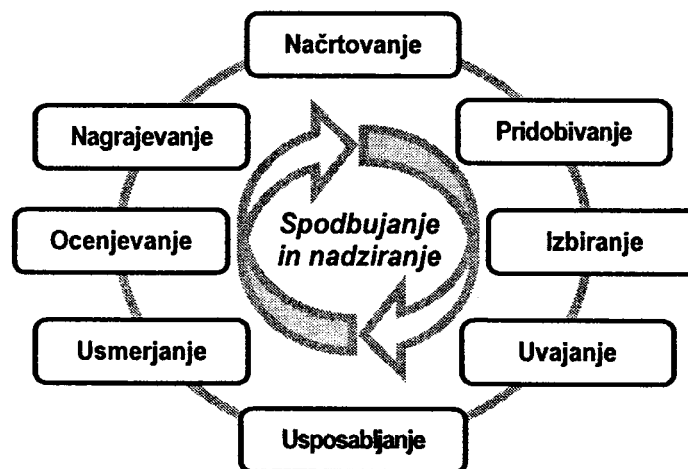 Načrtovanje
Nagrajevanje
Pridobivanje
Ocenjevanje
Spodbujanje
in nadziranje
Izbiranje
Usmerjanje
Uvajanje
Usposabljanje